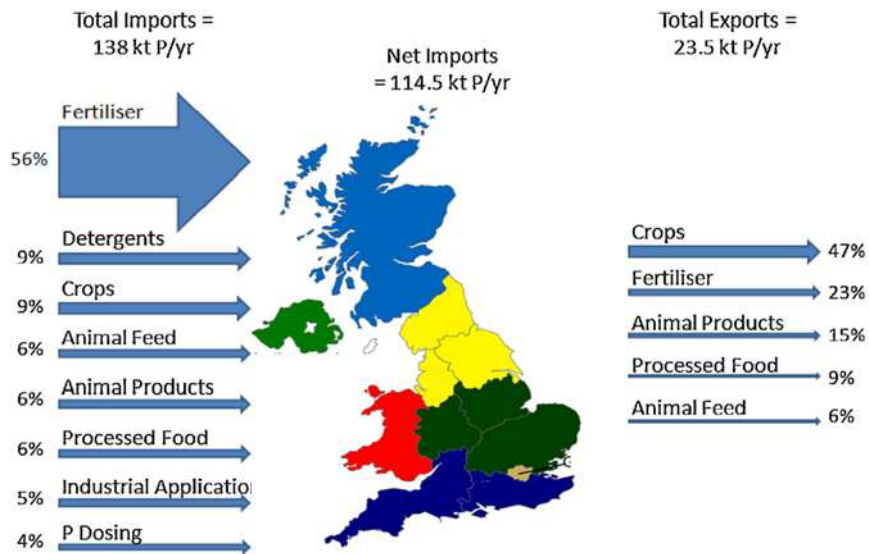 Total Imports =
138 kt P/yr
Net Imports
= 114.5 kt P/yr
Total Exports =
23.5 kt P/yr
Fertiliser
56%
Detergents
9%
Crops
9%
Animal Feed
6%
Animal Products
6%
Processed Food
6%
Industrial Applicatio
5%
P Dosing
4%
Crops
47%
Fertiliser
23%
Animal Products
15%
Processed Food
9%
Animal Feed
6%